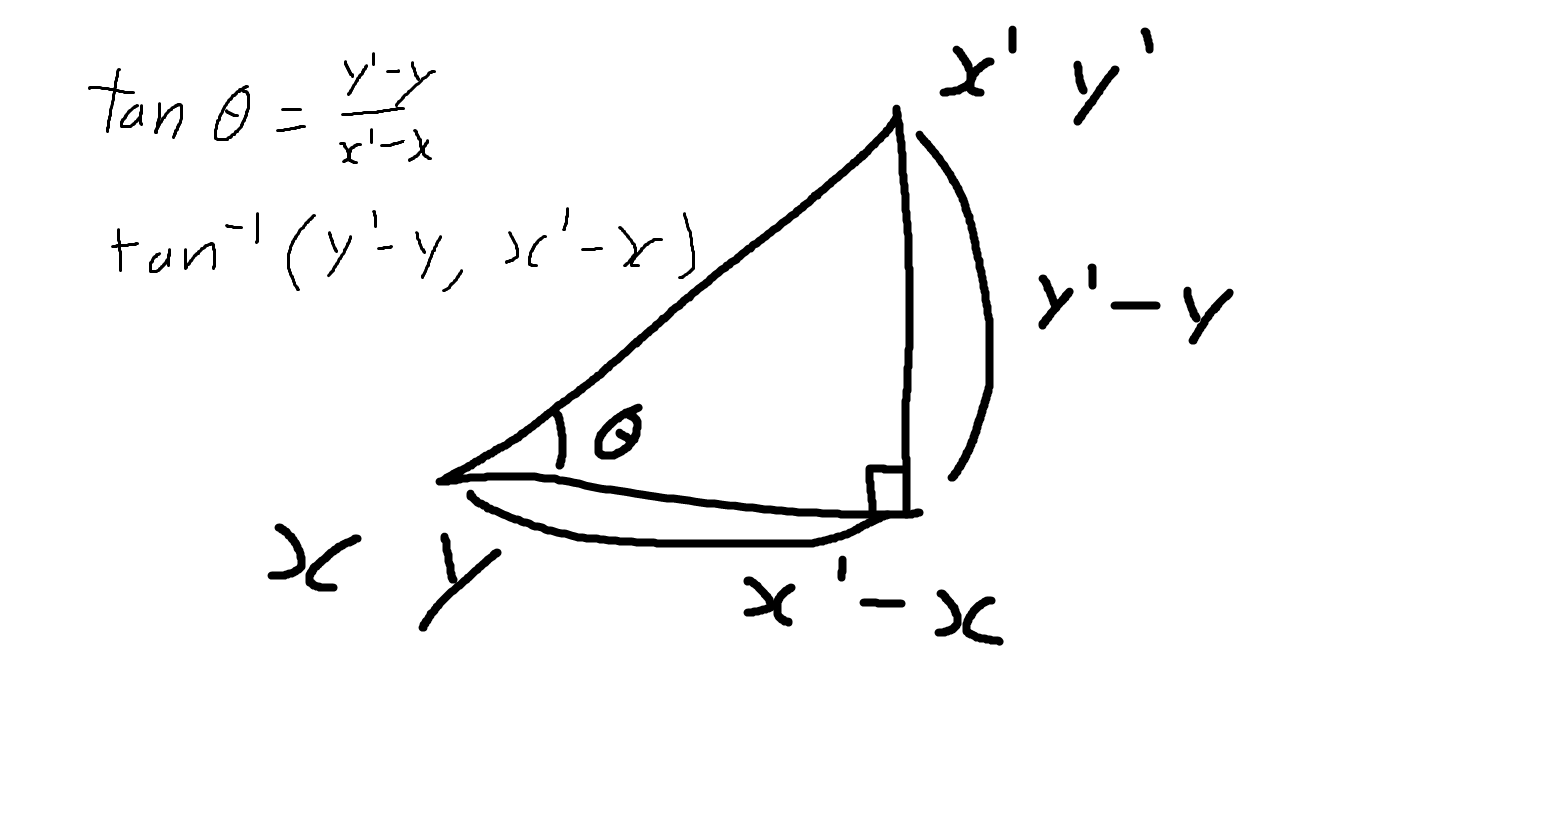 x' y'
tan θ = y'-y / x'-x
tan⁻¹(y'-y, x'-x)
y'-y
θ
x y
x'-x